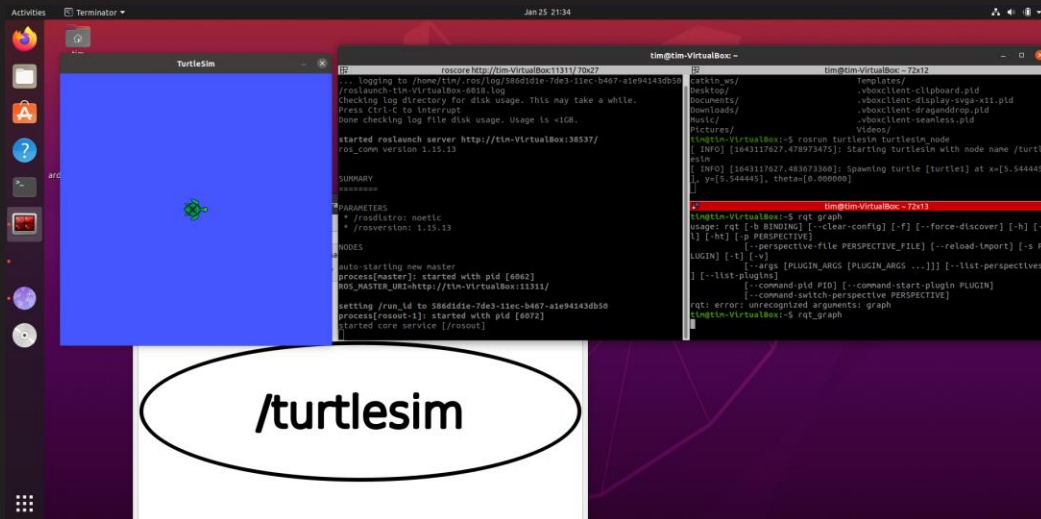 Activities
Terminator
Jan 25 21:34
TurtleSim
tim@tim-VirtualBox: ~
roscore http://tim-VirtualBox:11311/ 70x27
... logging to /home/tim/.ros/log/586d1d1e-7de3-11ec-b467-a1e94143db50
/roslaunch-tim-VirtualBox-6018.log
Checking log directory for disk usage. This may take a while.
Press Ctrl-C to interrupt
Done checking log file disk usage. Usage is <1GB.
started roslaunch server http://tim-VirtualBox:38537/
ros_comm version 1.15.13
SUMMARY
========
PARAMETERS
* /rosdistro: noetic
* /rosversion: 1.15.13
NODES
auto-starting new master
process[master]: started with pid [6062]
ROS_MASTER_URI=http://tim-VirtualBox:11311/
setting /run_id to 586d1d1e-7de3-11ec-b467-a1e94143db50
process[rosout-1]: started with pid [6072]
started core service [/rosout]
tim@tim-VirtualBox: ~ 72x12
catkin_ws/ Templates/
Desktop/ .vboxclient-clipboard.pid
Documents/ .vboxclient-display-svga-x11.pid
Downloads/ .vboxclient-draganddrop.pid
Music/ .vboxclient-seamless.pid
Pictures/ Videos/
tim@tim-VirtualBox:~$ rosrun turtlesim turtlesim_node
[ INFO] [1643117627.478973475]: Starting turtlesim with node name /turtl
esim
[ INFO] [1643117627.483673360]: Spawning turtle [turtle1] at x=[5.544445
], y=[5.544445], theta=[0.000000]
tim@tim-VirtualBox: ~ 72x13
tim@tim-VirtualBox:~$ rqt graph
usage: rqt [-b BINDING] [--clear-config] [-f] [--force-discover] [-h] [-
l] [-ht] [-p PERSPECTIVE]
[--perspective-file PERSPECTIVE_FILE] [--reload-import] [-s P
LUGIN] [-t] [-v]
[--args [PLUGIN_ARGS [PLUGIN_ARGS ...]]] [--list-perspectives
] [--list-plugins]
[--command-pid PID] [--command-start-plugin PLUGIN]
[--command-switch-perspective PERSPECTIVE]
rqt: error: unrecognized arguments: graph
tim@tim-VirtualBox:~$ rqt_graph
/turtlesim